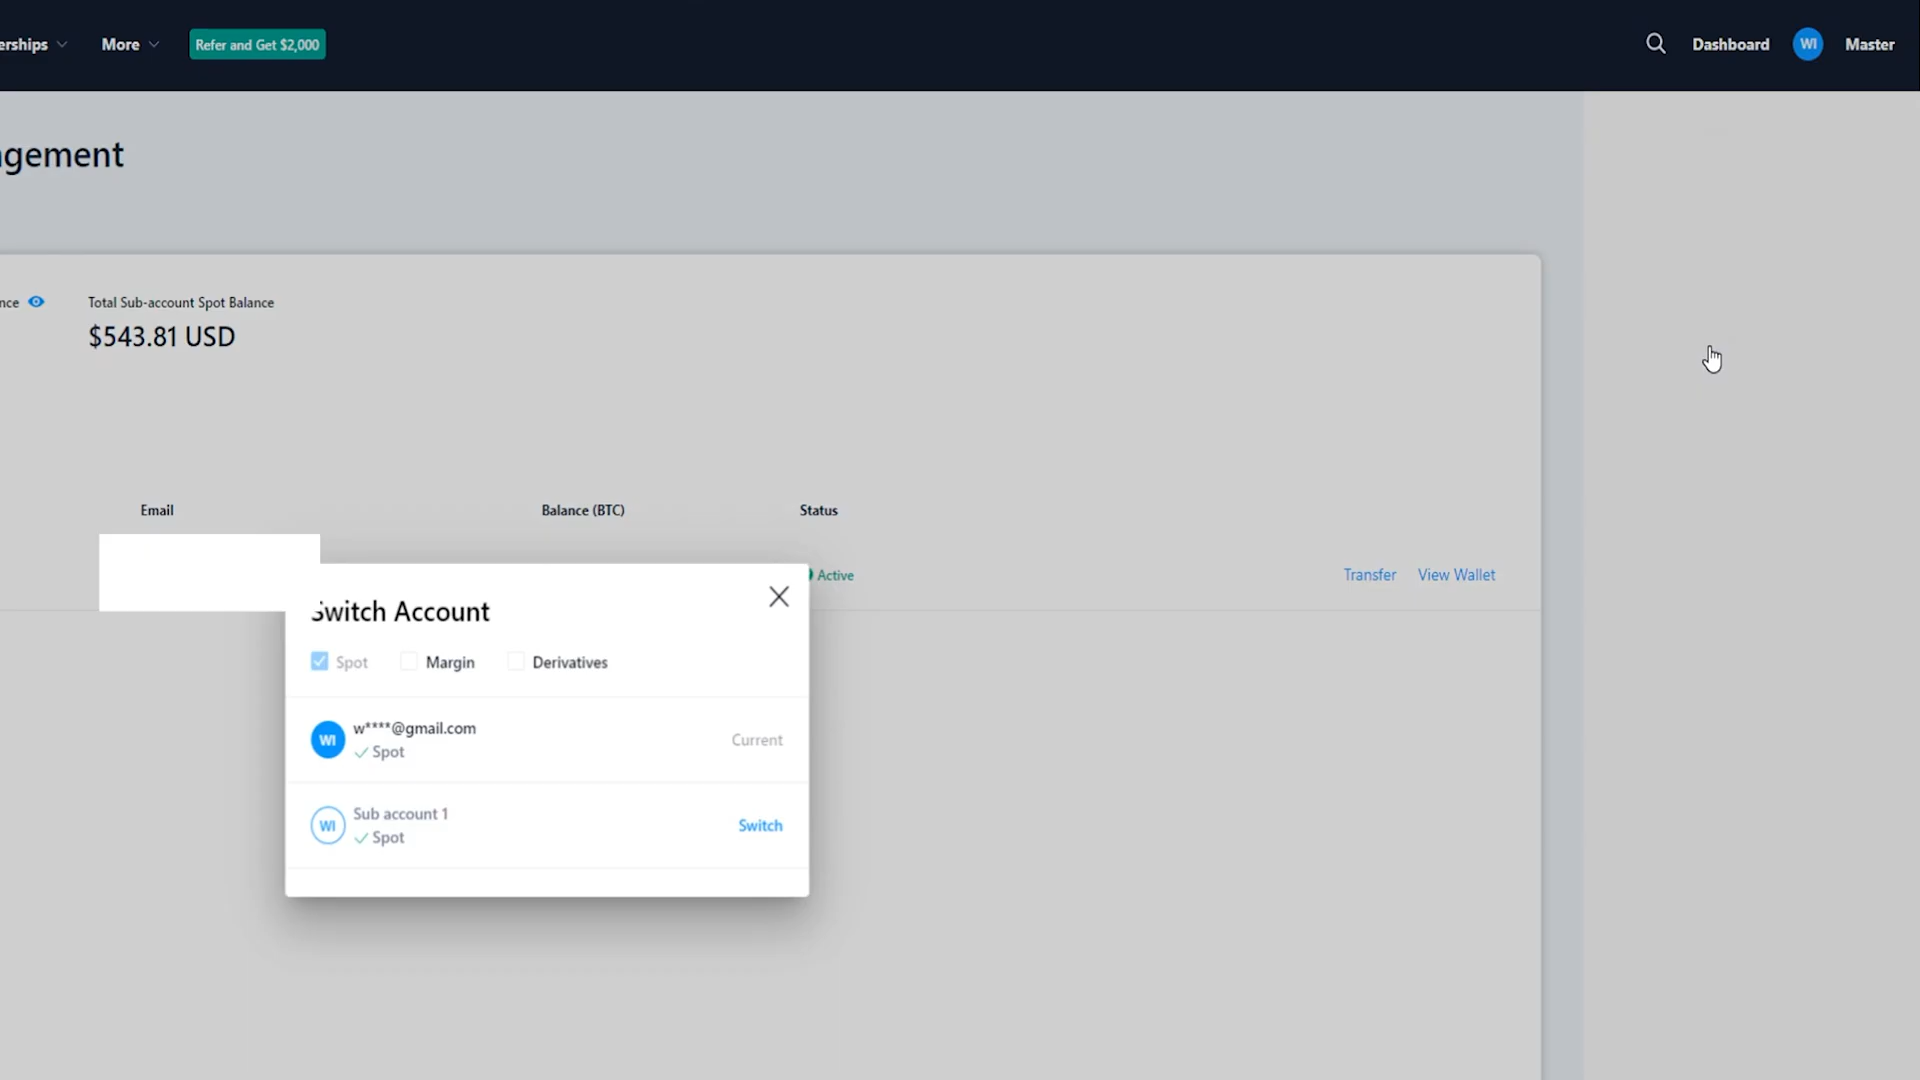 erships
More
Refer and Get $2,000
Dashboard
WI
Master
gement
nce
Total Sub-account Spot Balance
$543.81 USD
Email
Balance (BTC)
Status
Active
Transfer
View Wallet
Switch Account
Spot
Margin
Derivatives
WI
w****@gmail.com
Spot
Current
WI
Sub account 1
Spot
Switch